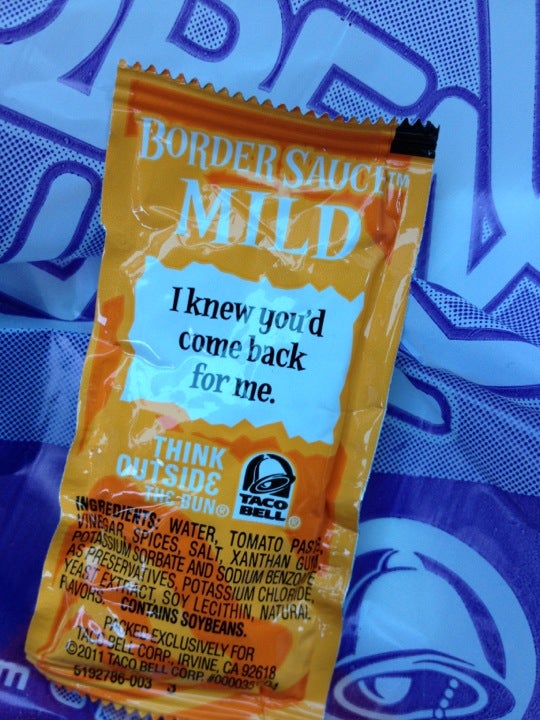 BORDER SAUCE™
MILD
I knew you'd
come back
for me.
THINK
OUTSIDE
THE BUN®
TACO
BELL®
INGREDIENTS: WATER, TOMATO PASTE,
VINEGAR, SPICES, SALT, XANTHAN GUM,
POTASSIUM SORBATE AND SODIUM BENZOATE
AS PRESERVATIVES, POTASSIUM CHLORIDE,
YEAST EXTRACT, SOY LECITHIN, NATURAL
FLAVORS. CONTAINS SOYBEANS.
PACKED EXCLUSIVELY FOR
TACO BELL CORP., IRVINE, CA 92618
©2011 TACO BELL CORP. #000035
5192786-003
m